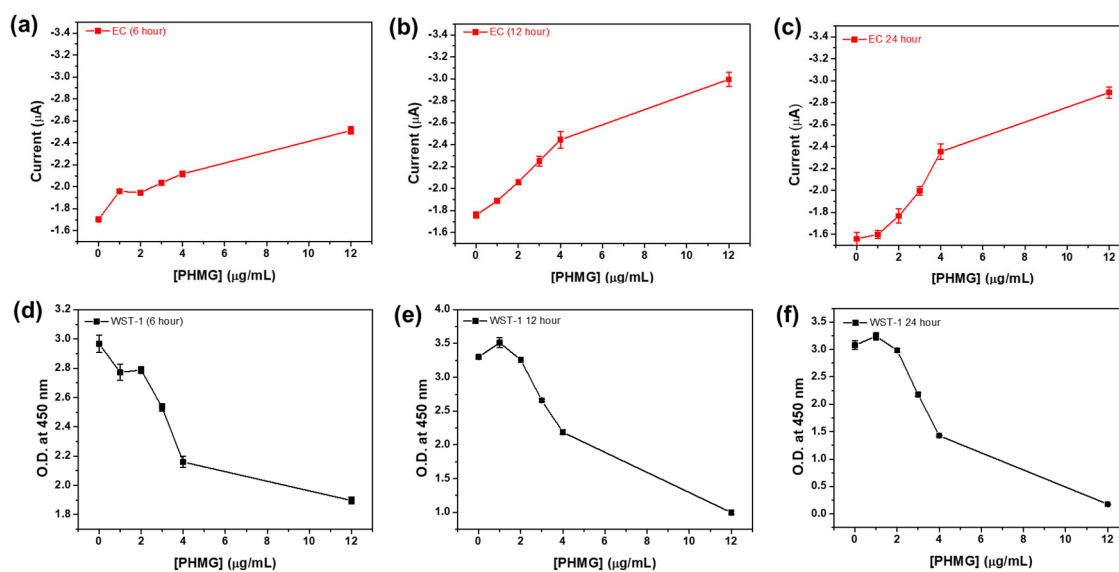 (a)
EC (6 hour)
-3.4
-3.2
-3.0
-2.8
-2.6
-2.4
-2.2
-2.0
-1.8
-1.6
Current (μA)
0 2 4 6 8 10 12
[PHMG] (μg/mL)
(b)
EC (12 hour)
-3.4
-3.2
-3.0
-2.8
-2.6
-2.4
-2.2
-2.0
-1.8
-1.6
Current (μA)
0 2 4 6 8 10 12
[PHMG] (μg/mL)
(c)
EC 24 hour
-3.4
-3.2
-3.0
-2.8
-2.6
-2.4
-2.2
-2.0
-1.8
-1.6
Current (μA)
0 2 4 6 8 10 12
[PHMG] (μg/mL)
(d)
WST-1 (6 hour)
3.2
3.0
2.8
2.6
2.4
2.2
2.0
1.8
O.D. at 450 nm
0 2 4 6 8 10 12
[PHMG] (μg/mL)
(e)
WST-1 12 hour
4.0
3.5
3.0
2.5
2.0
1.5
1.0
O.D. at 450 nm
0 2 4 6 8 10 12
[PHMG] (μg/mL)
(f)
WST-1 24 hour
3.5
3.0
2.5
2.0
1.5
1.0
0.5
0.0
O.D. at 450 nm
0 2 4 6 8 10 12
[PHMG] (μg/mL)